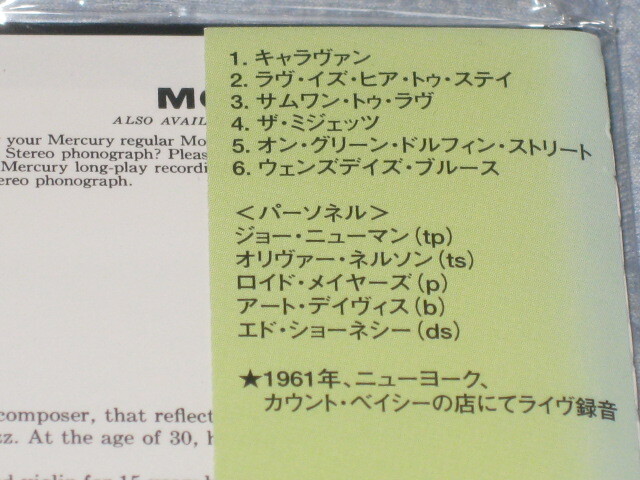 MO
ALSO AVAIL
your Mercury regular Mo
Stereo phonograph? Pleas
Mercury long-play recordi
ereo phonograph.
1. キャラヴァン
2. ラヴ・イズ・ヒア・トゥ・ステイ
3. サムワン・トゥ・ラヴ
4. ザ・ミジェッツ
5. オン・グリーン・ドルフィン・ストリート
6. ウェンズデイズ・ブルース
＜パーソネル＞
ジョー・ニューマン(tp)
オリヴァー・ネルソン(ts)
ロイド・メイヤーズ(p)
アート・デイヴィス(b)
エド・ショーネシー(ds)
★1961年、ニューヨーク、
カウント・ベイシーの店にてライヴ録音
composer, that reflect
zz. At the age of 30, h